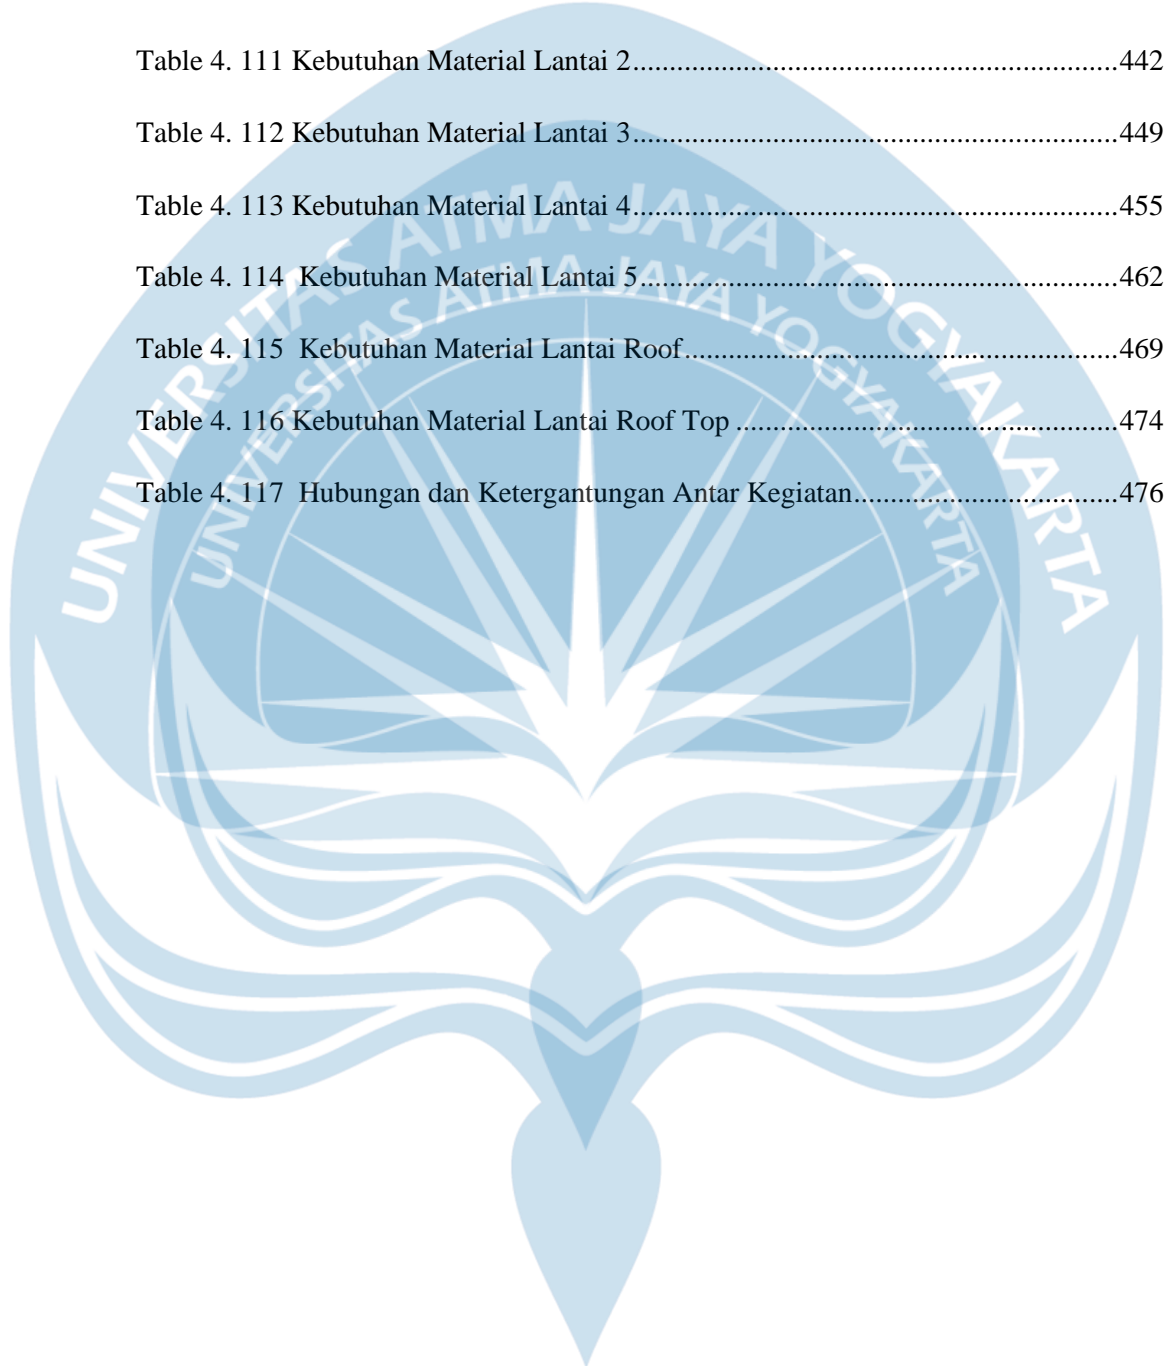 Table 4. 111 Kebutuhan Material Lantai 2.......................................................442
Table 4. 112 Kebutuhan Material Lantai 3.......................................................449
Table 4. 113 Kebutuhan Material Lantai 4.......................................................455
Table 4. 114  Kebutuhan Material Lantai 5......................................................462
Table 4. 115  Kebutuhan Material Lantai Roof.................................................469
Table 4. 116 Kebutuhan Material Lantai Roof Top ...........................................474
Table 4. 117  Hubungan dan Ketergantungan Antar Kegiatan..............................476
UNIVERSITAS ATMA JAYA YOGYAKARTA
UNIVERSITAS ATMA JAYA YOGYAKARTA